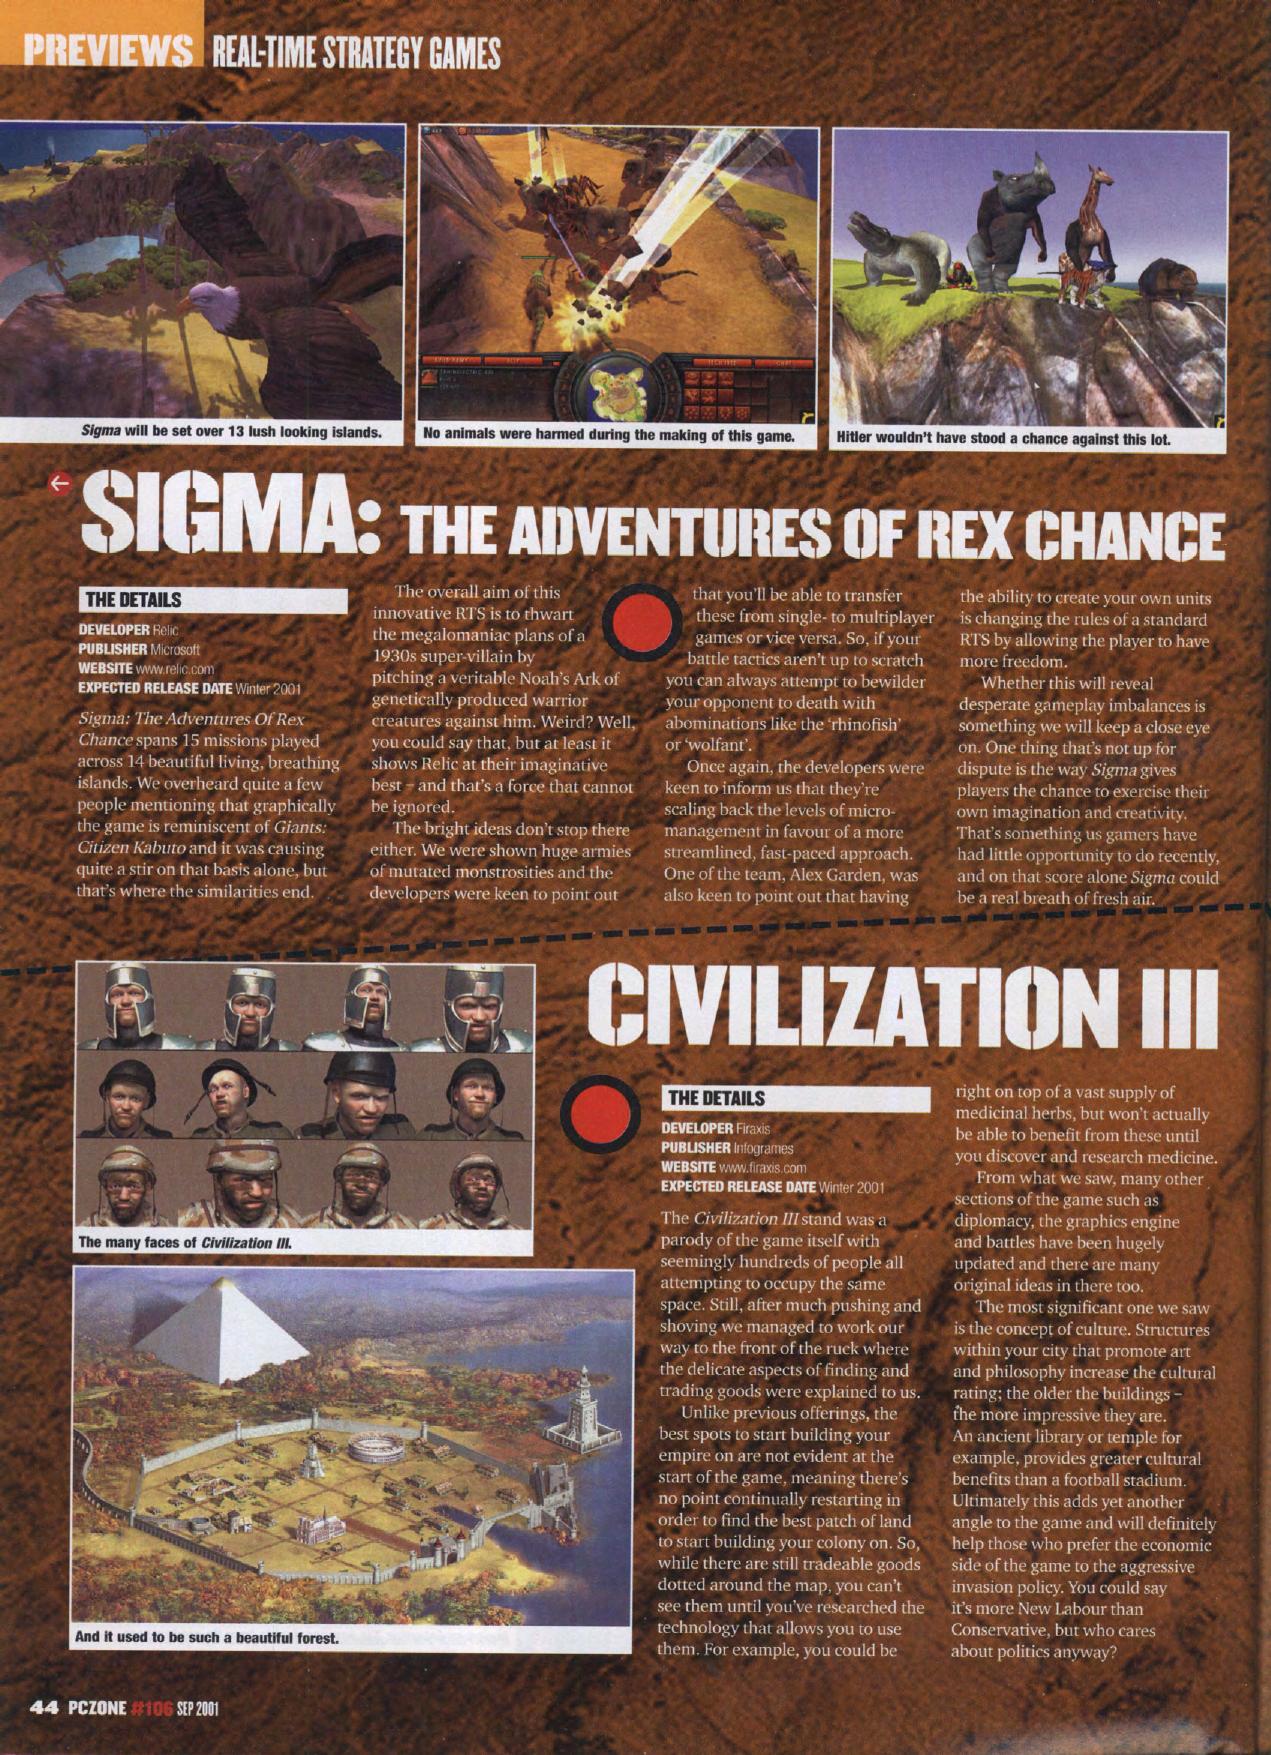 PREVIEWS REAL-TIME STRATEGY GAMES
Sigma will be set over 13 lush looking islands.
No animals were harmed during the making of this game.
Hitler wouldn't have stood a chance against this lot.
SIGMA: THE ADVENTURES OF REX CHANCE
THE DETAILS
DEVELOPER Relic
PUBLISHER Microsoft
WEBSITE www.relic.com
EXPECTED RELEASE DATE Winter 2001
Sigma: The Adventures Of Rex
Chance spans 15 missions played
across 14 beautiful living, breathing
islands. We overheard quite a few
people mentioning that graphically
the game is reminiscent of Giants:
Citizen Kabuto and it was causing
quite a stir on that basis alone, but
that's where the similarities end.
The overall aim of this
innovative RTS is to thwart
the megalomaniac plans of a
1930s super-villain by
pitching a veritable Noah's Ark of
genetically produced warrior
creatures against him. Weird? Well,
you could say that, but at least it
shows Relic at their imaginative
best – and that's a force that cannot
be ignored.
The bright ideas don't stop there
either. We were shown huge armies
of mutated monstrosities and the
developers were keen to point out
that you'll be able to transfer
these from single- to multiplayer
games or vice versa. So, if your
battle tactics aren't up to scratch
you can always attempt to bewilder
your opponent to death with
abominations like the 'rhinofish'
or 'wolfant'.
Once again, the developers were
keen to inform us that they're
scaling back the levels of micro-
management in favour of a more
streamlined, fast-paced approach.
One of the team, Alex Garden, was
also keen to point out that having
the ability to create your own units
is changing the rules of a standard
RTS by allowing the player to have
more freedom.
Whether this will reveal
desperate gameplay imbalances is
something we will keep a close eye
on. One thing that's not up for
dispute is the way Sigma gives
players the chance to exercise their
own imagination and creativity.
That's something us gamers have
had little opportunity to do recently,
and on that score alone Sigma could
be a real breath of fresh air.
The many faces of Civilization III.
And it used to be such a beautiful forest.
CIVILIZATION III
THE DETAILS
DEVELOPER Firaxis
PUBLISHER Infogrames
WEBSITE www.firaxis.com
EXPECTED RELEASE DATE Winter 2001
The Civilization III stand was a
parody of the game itself with
seemingly hundreds of people all
attempting to occupy the same
space. Still, after much pushing and
shoving we managed to work our
way to the front of the ruck where
the delicate aspects of finding and
trading goods were explained to us.
Unlike previous offerings, the
best spots to start building your
empire on are not evident at the
start of the game, meaning there's
no point continually restarting in
order to find the best patch of land
to start building your colony on. So,
while there are still tradeable goods
dotted around the map, you can't
see them until you've researched the
technology that allows you to use
them. For example, you could be
right on top of a vast supply of
medicinal herbs, but won't actually
be able to benefit from these until
you discover and research medicine.
From what we saw, many other
sections of the game such as
diplomacy, the graphics engine
and battles have been hugely
updated and there are many
original ideas in there too.
The most significant one we saw
is the concept of culture. Structures
within your city that promote art
and philosophy increase the cultural
rating; the older the buildings –
the more impressive they are.
An ancient library or temple for
example, provides greater cultural
benefits than a football stadium.
Ultimately this adds yet another
angle to the game and will definitely
help those who prefer the economic
side of the game to the aggressive
invasion policy. You could say
it's more New Labour than
Conservative, but who cares
about politics anyway?
44 PCZONE #106 SEP 2001